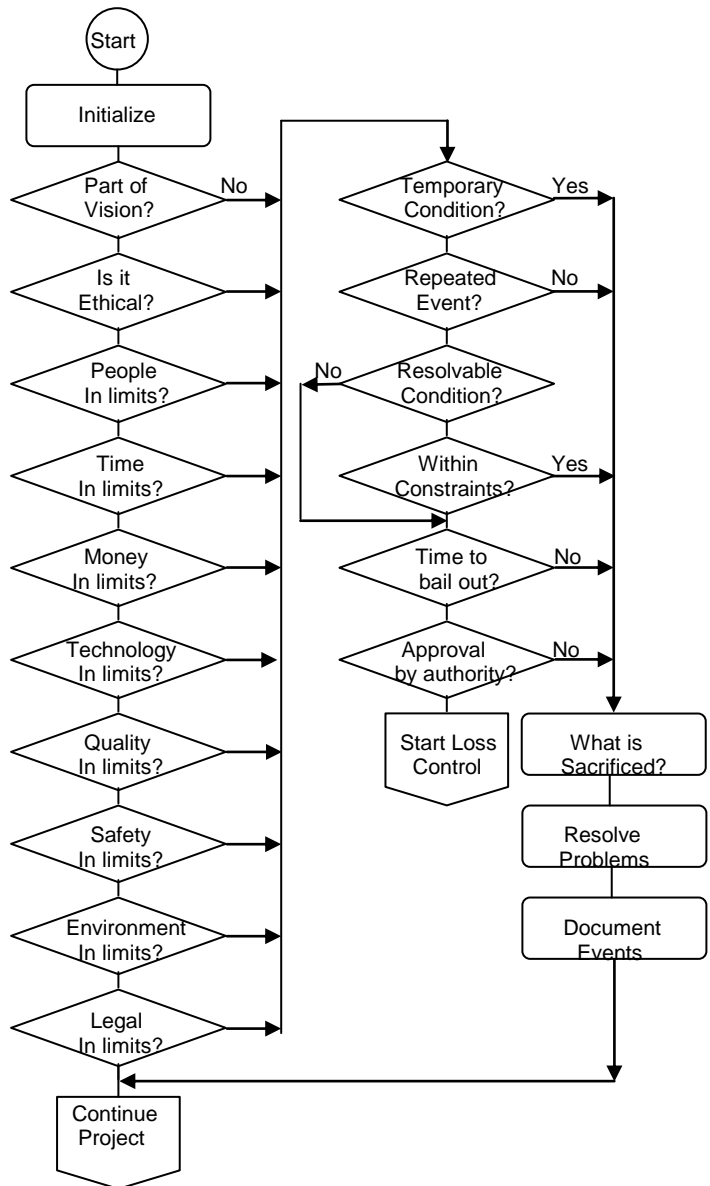 Start
Initialize
Part of
Vision?
No
Is it
Ethical?
People
In limits?
Time
In limits?
Money
In limits?
Technology
In limits?
Quality
In limits?
Safety
In limits?
Environment
In limits?
Legal
In limits?
Continue
Project
Temporary
Condition?
Yes
Repeated
Event?
No
No
Resolvable
Condition?
Within
Constraints?
Yes
Time to
bail out?
No
Approval
by authority?
No
Start Loss
Control
What is
Sacrificed?
Resolve
Problems
Document
Events